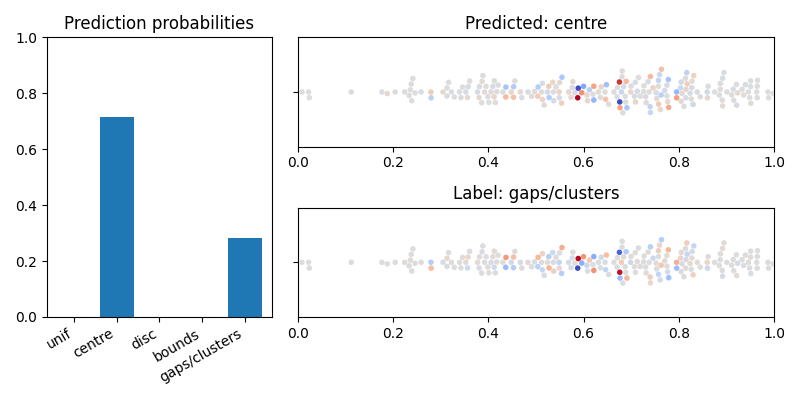 Prediction probabilities
1.0
0.8
0.6
0.4
0.2
0.0
unif
centre
disc
bounds
gaps/clusters
Predicted: centre
0.0 0.2 0.4 0.6 0.8 1.0
Label: gaps/clusters
0.0 0.2 0.4 0.6 0.8 1.0